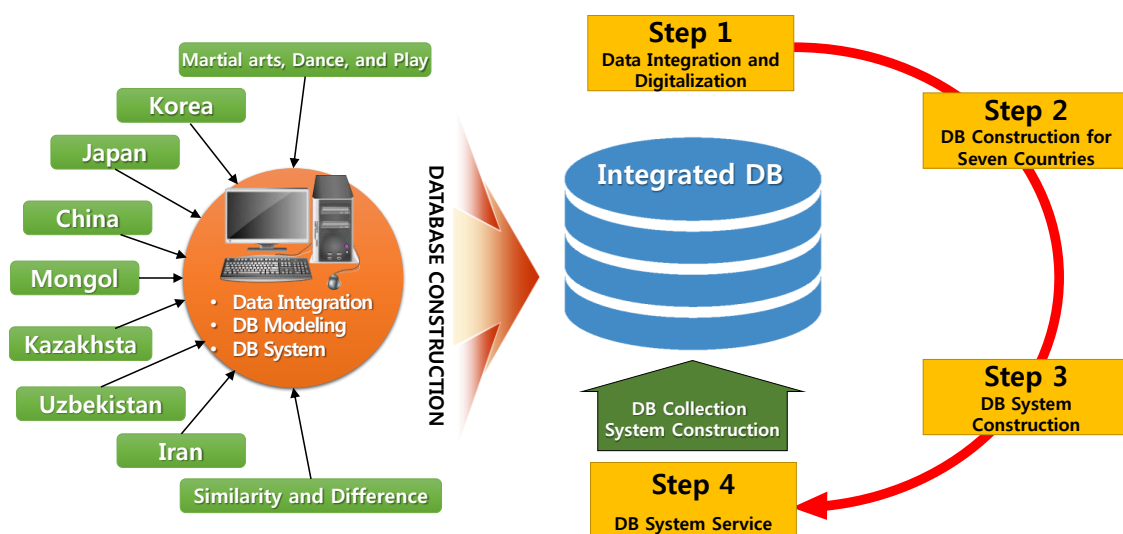 Martial arts, Dance, and Play
Korea
Japan
China
Mongol
Kazakhsta
Uzbekistan
Iran
Similarity and Difference
• Data Integration
• DB Modeling
• DB System
DATABASE CONSTRUCTION
Integrated DB
DB Collection
System Construction
Step 1
Data Integration and
Digitalization
Step 2
DB Construction for
Seven Countries
Step 3
DB System
Construction
Step 4
DB System Service